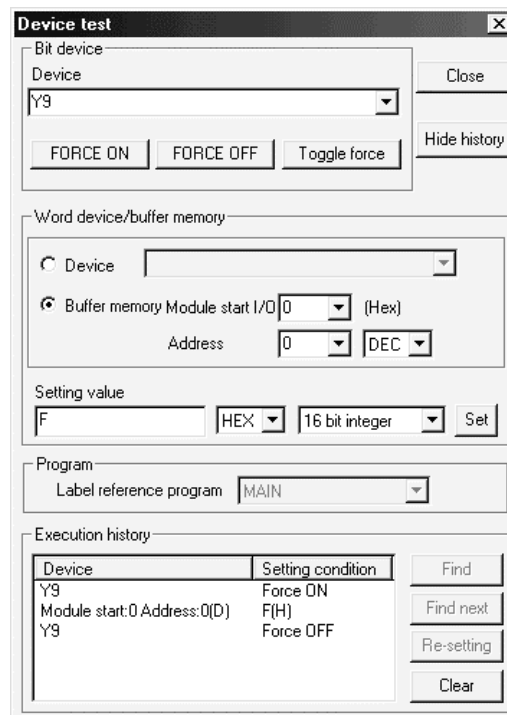 Device test
Bit device
Device
Close
Y9
FORCE ON FORCE OFF Toggle force
Hide history
Word device/buffer memory
Device
Buffer memory Module start I/O 0 (Hex)
Address 0 DEC
Setting value
F HEX 16 bit integer Set
Program
Label reference program MAIN
Execution history
Device Setting condition Find
Y9 Force ON
Module start:0 Address:0(D) F(H) Find next
Y9 Force OFF
Re-setting
Clear